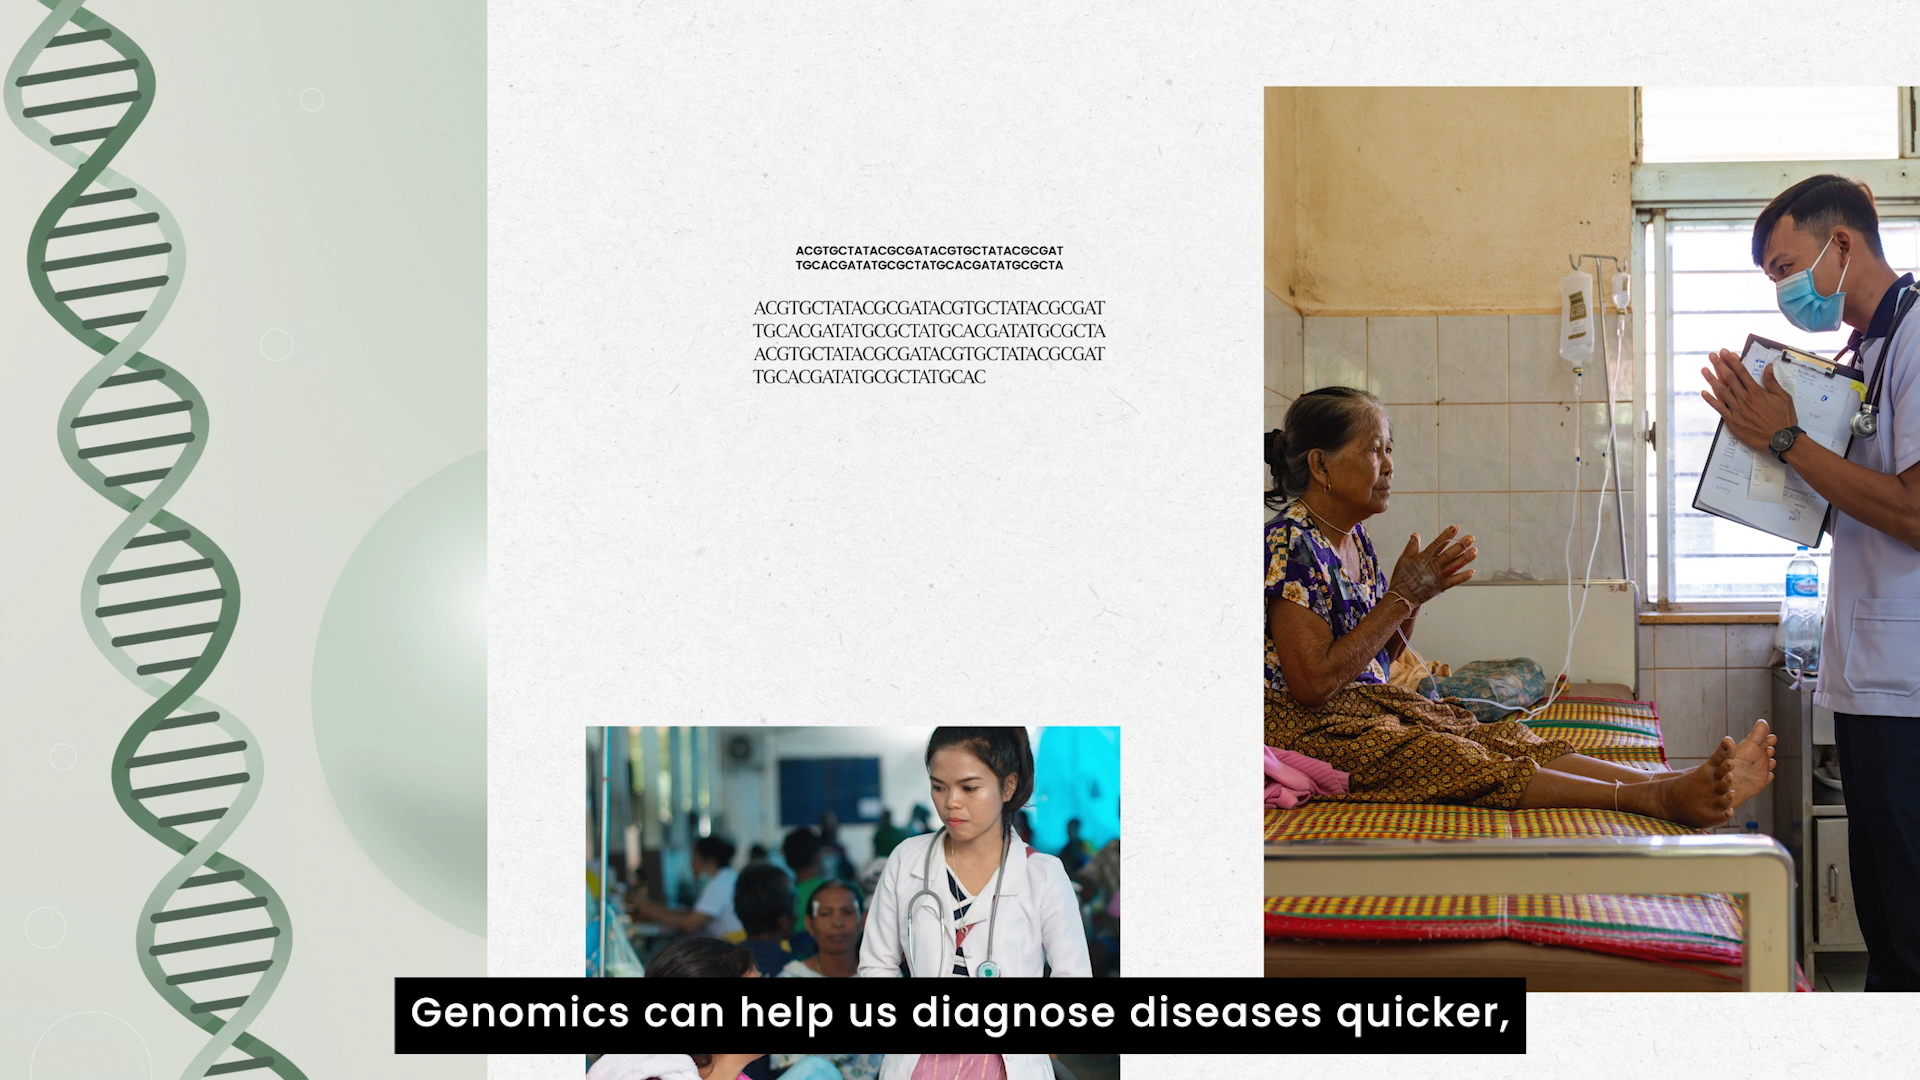 ACGTGCTATACGCGATACGTGCTATACGCGAT
TGCACGATATGCGCTATGCACGATATGCGCTA
ACGTGCTATACGCGATACGTGCTATACGCGAT
TGCACGATATGCGCTATGCACGATATGCGCTA
ACGTGCTATACGCGATACGTGCTATACGCGAT
TGCACGATATGCGCTATGCAC
Genomics can help us diagnose diseases quicker,